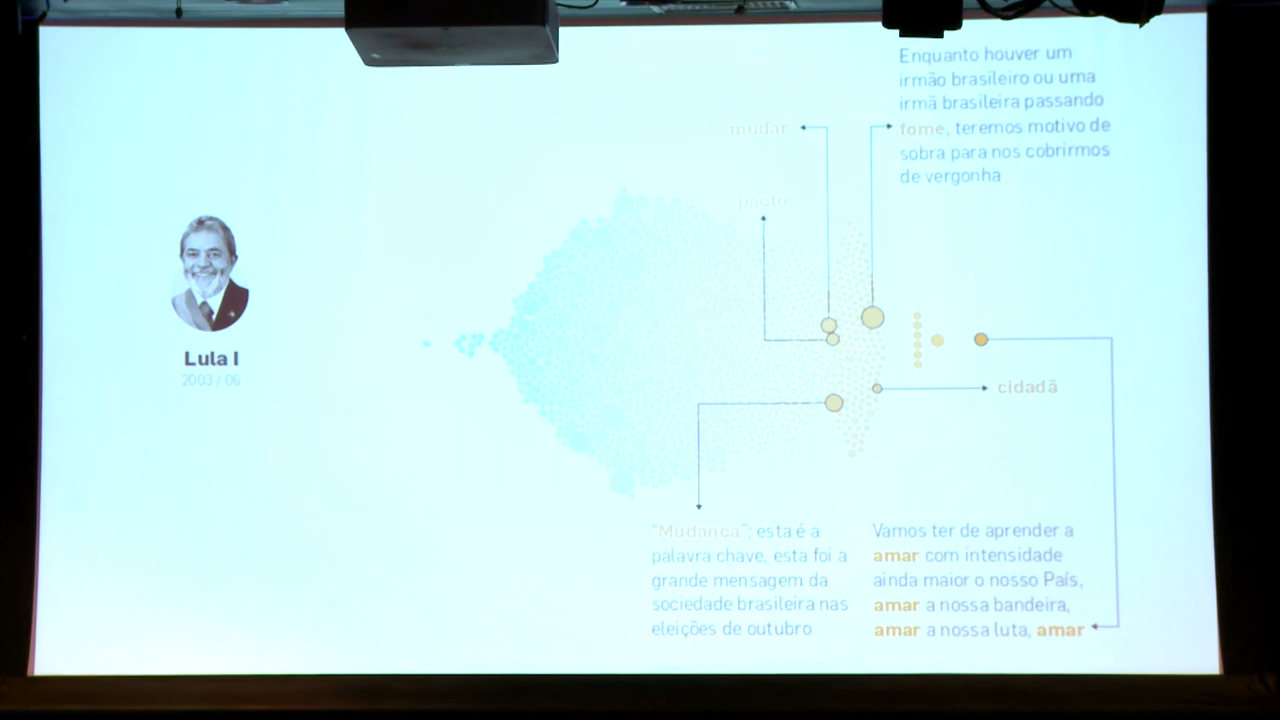 Enquanto houver um
irmão brasileiro ou uma
irmã brasileira passando
fome, teremos motivo de
sobra para nos cobrirmos
de vergonha
mudar
pacto
Lula I
2003 / 06
cidadã
"Mudança"; esta é a
palavra chave, esta foi a
grande mensagem da
sociedade brasileira nas
eleições de outubro
Vamos ter de aprender a
amar com intensidade
ainda maior o nosso País,
amar a nossa bandeira,
amar a nossa luta, amar